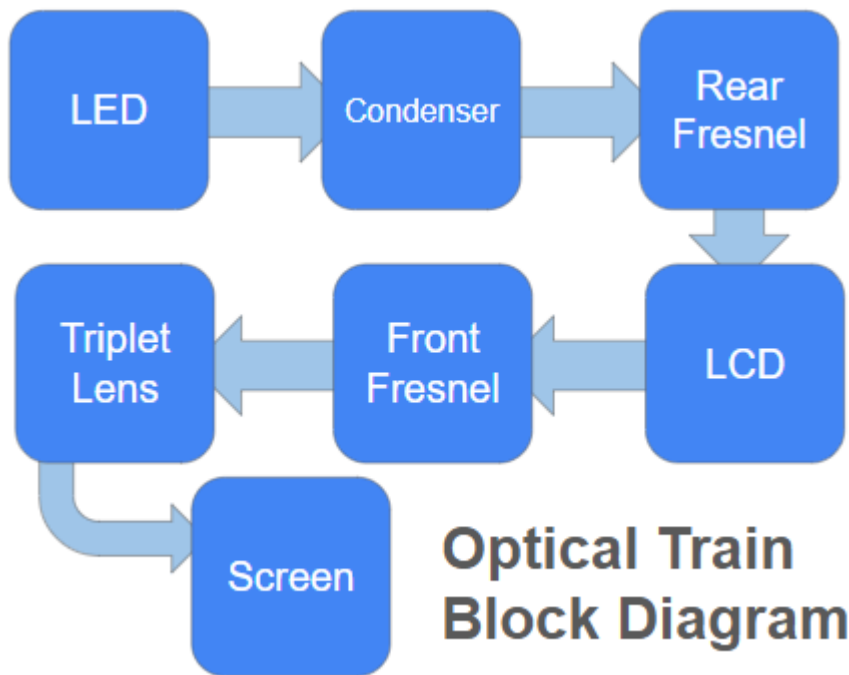 LED
Condenser
Rear
Fresnel
LCD
Front
Fresnel
Triplet
Lens
Screen
Optical Train
Block Diagram